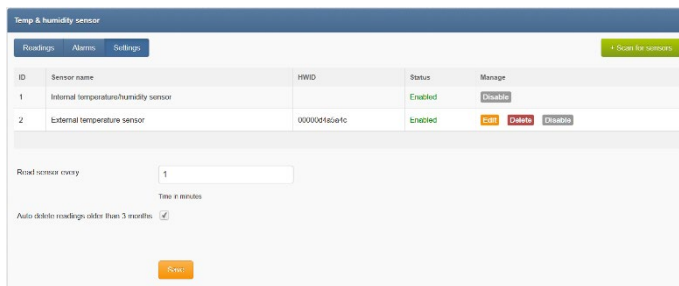 Temp & humidity sensor
Readings Alarms Settings + Scan for sensors
ID Sensor name HWID Status Manage
1 Internal temperature/humidity sensor Enabled Disable
2 External temperature sensor 00000d4a5a4c Enabled Edit Delete Disable
Read sensor every 1
Time in minutes
Auto delete readings older than 3 months
Save